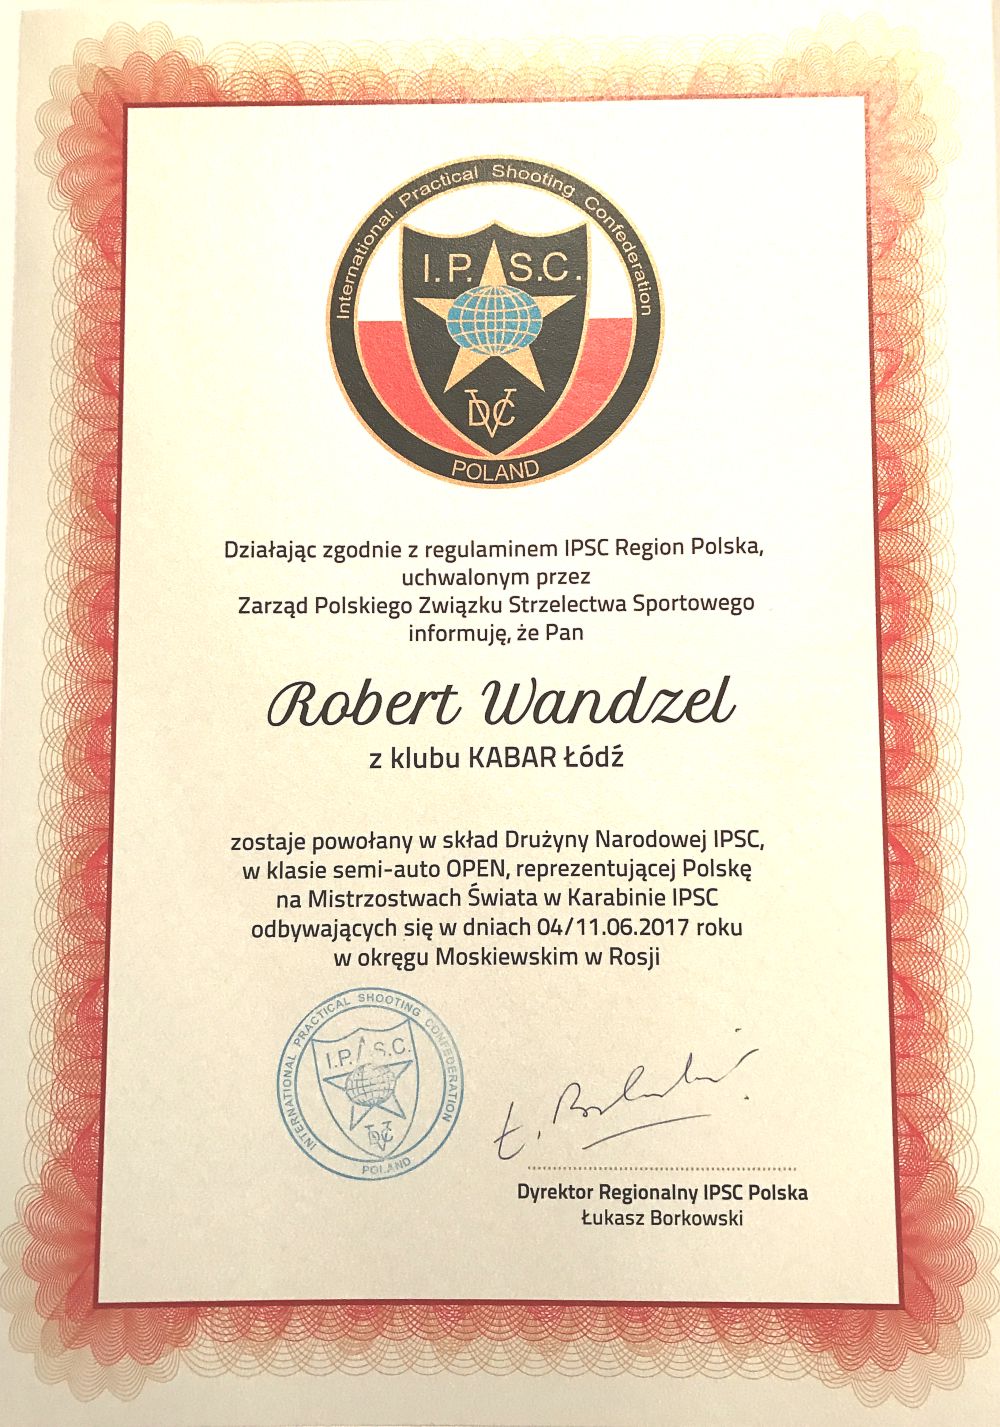 International Practical Shooting Confederation
I.P.S.C.
DVC
POLAND
Działając zgodnie z regulaminem IPSC Region Polska,
uchwalonym przez
Zarząd Polskiego Związku Strzelectwa Sportowego
informuję, że Pan
Robert Wandzel
z klubu KABAR Łódź
zostaje powołany w skład Drużyny Narodowej IPSC,
w klasie semi-auto OPEN, reprezentującej Polskę
na Mistrzostwach Świata w Karabinie IPSC
odbywających się w dniach 04/11.06.2017 roku
w okręgu Moskiewskim w Rosji
INTERNATIONAL PRACTICAL SHOOTING CONFEDERATION
I.P.S.C.
DVC
POLAND
Ł. Borkowski
Dyrektor Regionalny IPSC Polska
Łukasz Borkowski